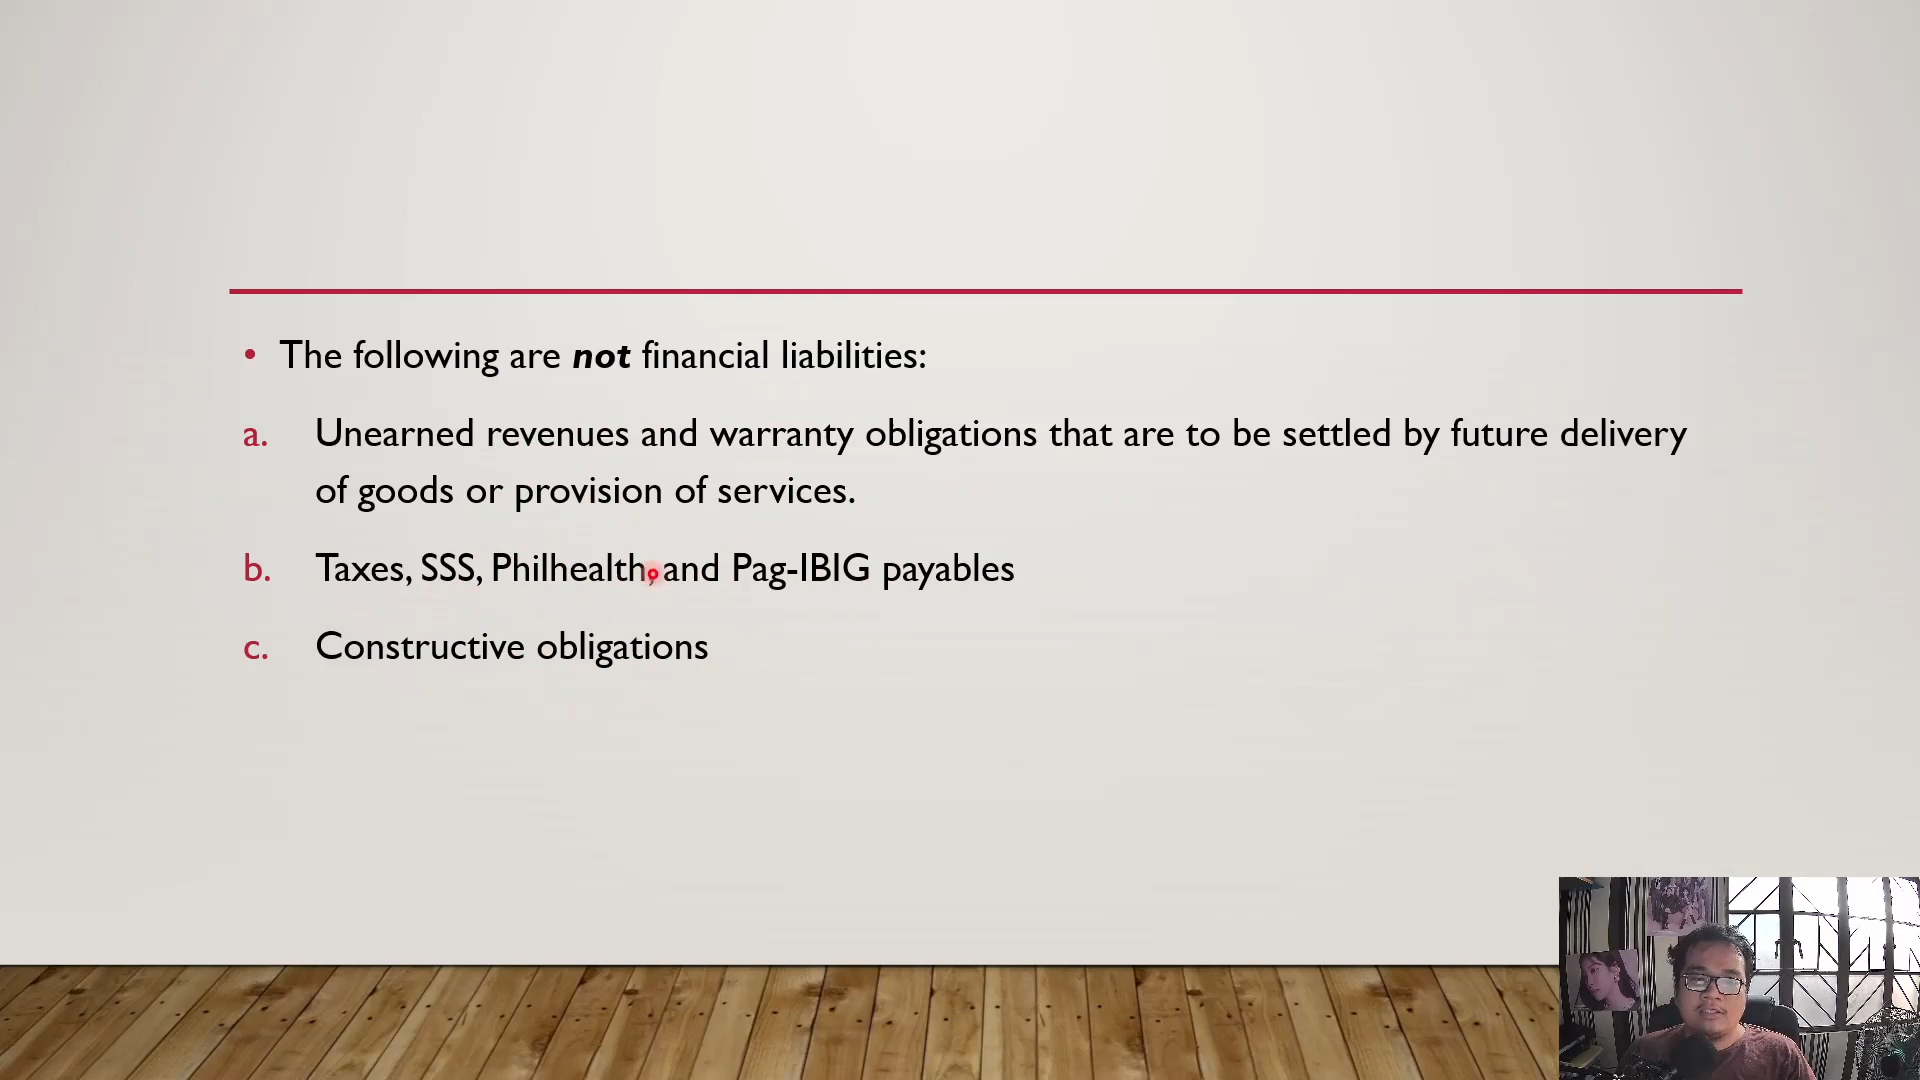 • The following are not financial liabilities:
a. Unearned revenues and warranty obligations that are to be settled by future delivery
of goods or provision of services.
b. Taxes, SSS, Philhealth, and Pag-IBIG payables
c. Constructive obligations